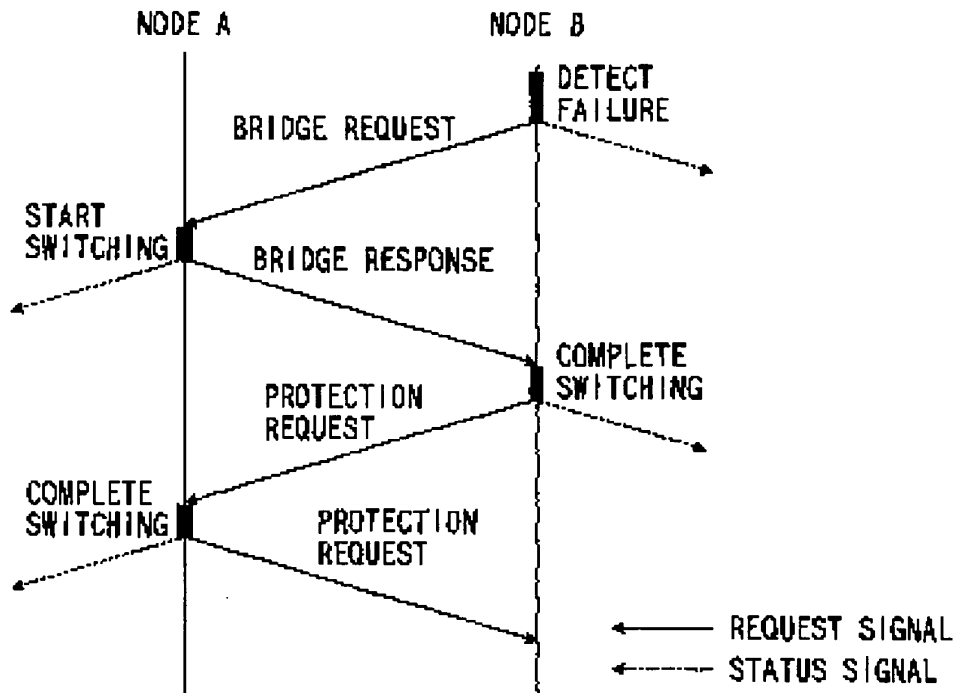 NODE A
NODE B
DETECT
FAILURE
BRIDGE REQUEST
START
SWITCHING
BRIDGE RESPONSE
COMPLETE
SWITCHING
PROTECTION
REQUEST
COMPLETE
SWITCHING
PROTECTION
REQUEST
REQUEST SIGNAL
STATUS SIGNAL